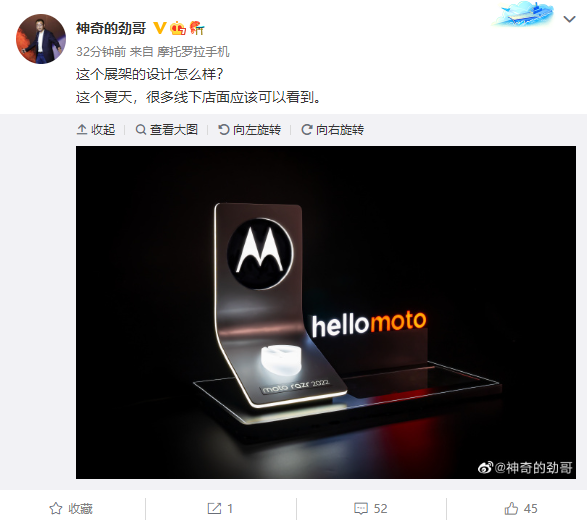 神奇的劲哥
32分钟前 来自 摩托罗拉手机
这个展架的设计怎么样？
这个夏天，很多线下店面应该可以看到。
收起 查看大图 向左旋转 向右旋转
hellomoto
moto razr 2022
@神奇的劲哥
收藏 1 52 45